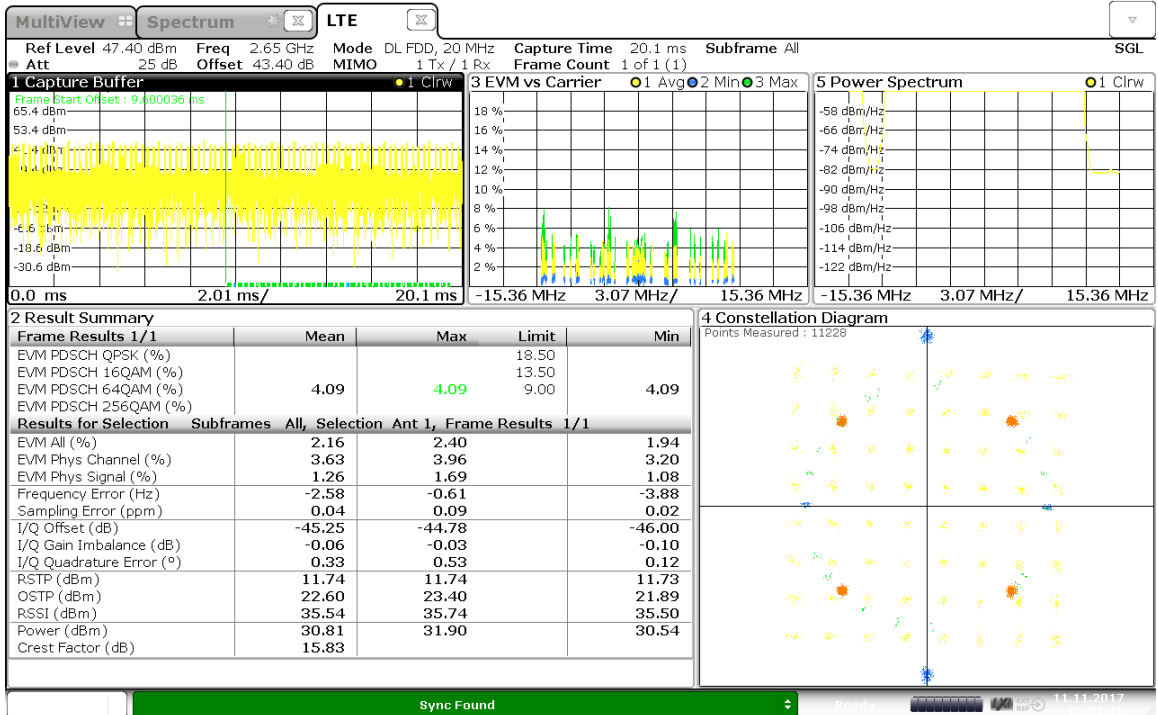 MultiView Spectrum LTE
Ref Level 47.40 dBm Freq 2.65 GHz Mode DL FDD, 20 MHz Capture Time 20.1 ms Subframe All SGL
Att 25 dB Offset 43.40 dB MIMO 1 Tx / 1 Rx Frame Count 1 of 1 (1)
1 Capture Buffer 1 Clrw
Frame Start Offset : 9.600036 ms
65.4 dBm
53.4 dBm
-6.6 dBm
-18.6 dBm
-30.6 dBm
0.0 ms 2.01 ms/ 20.1 ms
3 EVM vs Carrier 1 Avg 2 Min 3 Max
18 %
16 %
14 %
12 %
10 %
8 %
6 %
4 %
2 %
-15.36 MHz 3.07 MHz/ 15.36 MHz
5 Power Spectrum 1 Clrw
-58 dBm/Hz
-66 dBm/Hz
-74 dBm/Hz
-82 dBm/Hz
-90 dBm/Hz
-98 dBm/Hz
-106 dBm/Hz
-114 dBm/Hz
-122 dBm/Hz
-15.36 MHz 3.07 MHz/ 15.36 MHz
2 Result Summary
Frame Results 1/1 Mean Max Limit Min
EVM PDSCH QPSK (%) 18.50
EVM PDSCH 16QAM (%) 13.50
EVM PDSCH 64QAM (%) 4.09 4.09 9.00 4.09
EVM PDSCH 256QAM (%)
Results for Selection Subframes All, Selection Ant 1, Frame Results 1/1
EVM All (%) 2.16 2.40 1.94
EVM Phys Channel (%) 3.63 3.96 3.20
EVM Phys Signal (%) 1.26 1.69 1.08
Frequency Error (Hz) -2.58 -0.61 -3.88
Sampling Error (ppm) 0.04 0.09 0.02
I/Q Offset (dB) -45.25 -44.78 -46.00
I/Q Gain Imbalance (dB) -0.06 -0.03 -0.10
I/Q Quadrature Error (º) 0.33 0.53 0.12
RSTP (dBm) 11.74 11.74 11.73
OSTP (dBm) 22.60 23.40 21.89
RSSI (dBm) 35.54 35.74 35.50
Power (dBm) 30.81 31.90 30.54
Crest Factor (dB) 15.83
4 Constellation Diagram
Points Measured : 11228
Sync Found Ready LXI EXT REF 11.11.2017